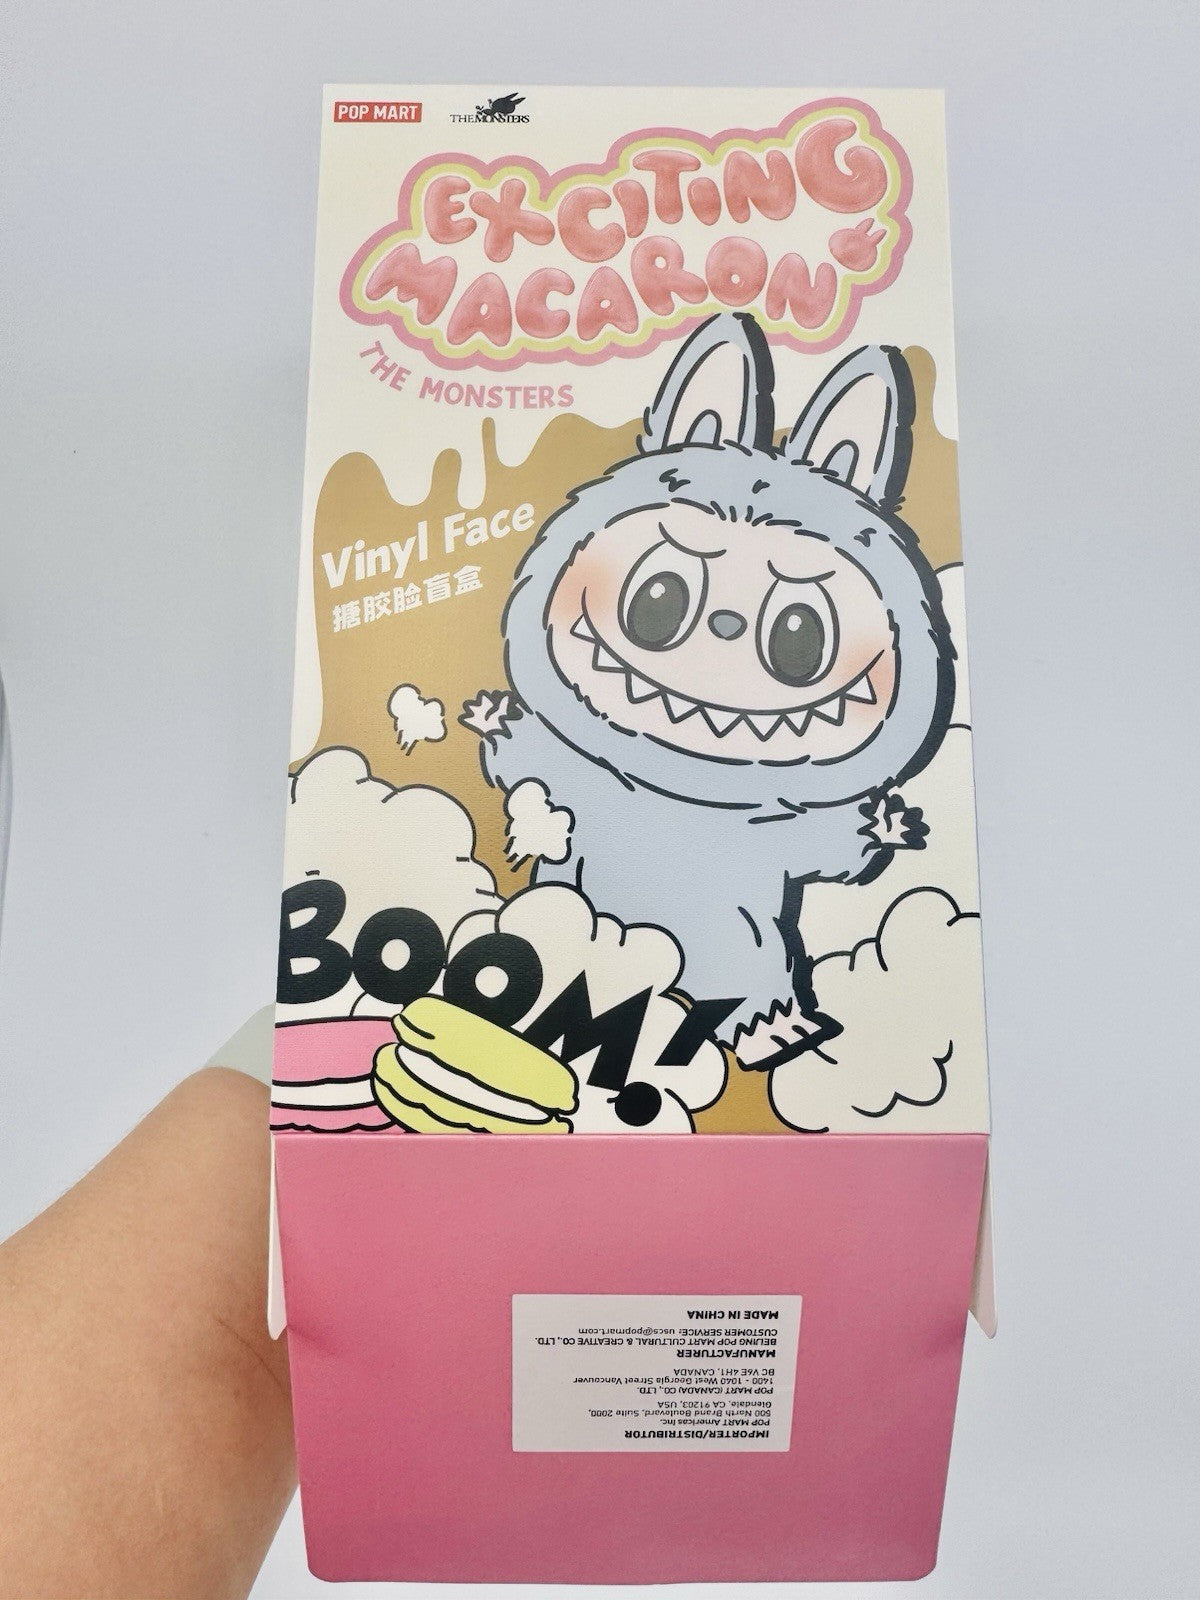 POP MART
THE MONSTERS
EXCITING
MACARON
THE MONSTERS
Vinyl Face
搪胶脸盲盒
BOOM!
IMPORTER/DISTRIBUTOR
POP MART Americas Inc.
500 North Brand Boulevard, Suite 2000,
Glendale, CA 91203, USA
POP MART (CANADA) CO., LTD.
1400 - 1040 West Georgia Street Vancouver
BC V6E 4H1, CANADA
MANUFACTURER
BEIJING POP MART CULTURAL & CREATIVE CO., LTD.
CUSTOMER SERVICE: uscs@popmart.com
MADE IN CHINA